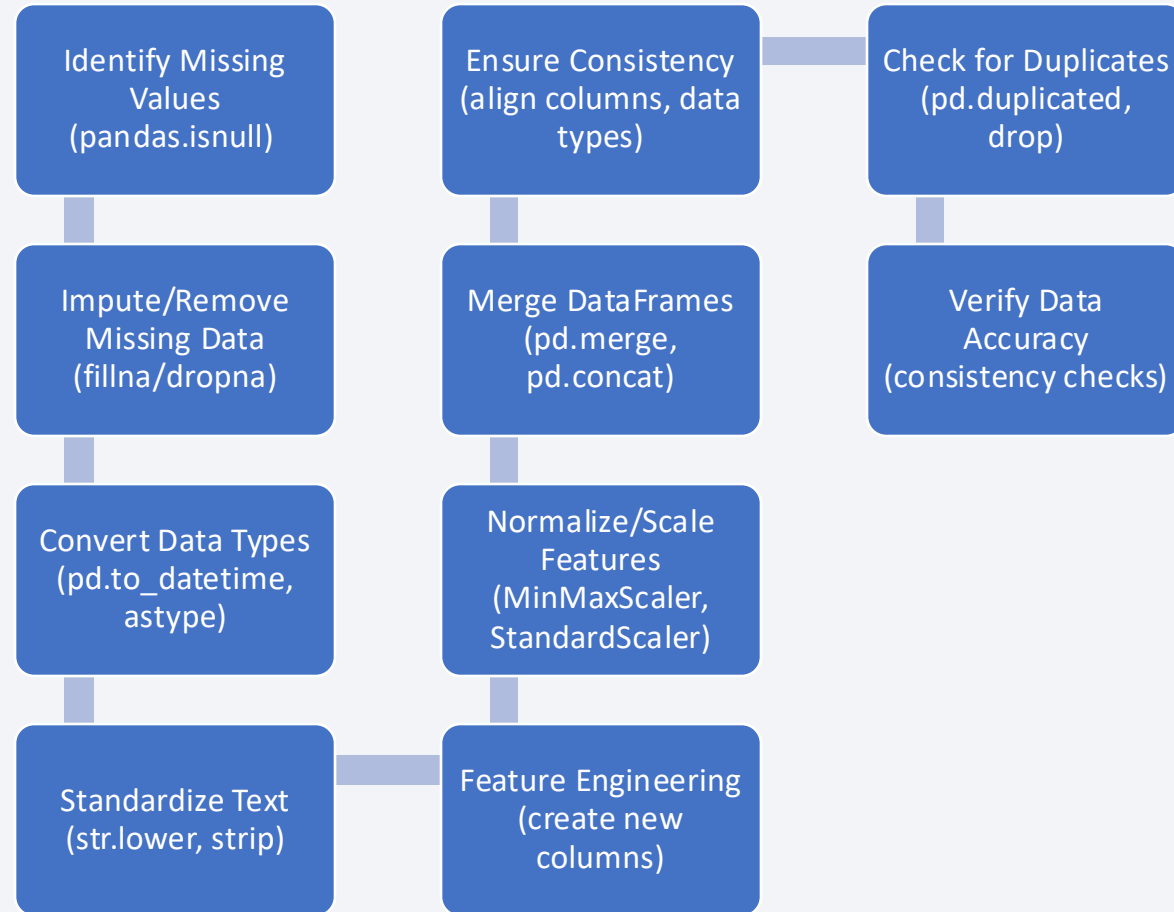 Identify Missing
Values
(pandas.isnull)
Impute/Remove
Missing Data
(fillna/dropna)
Convert Data Types
(pd.to_datetime,
astype)
Standardize Text
(str.lower, strip)
Feature Engineering
(create new
columns)
Normalize/Scale
Features
(MinMaxScaler,
StandardScaler)
Merge DataFrames
(pd.merge,
pd.concat)
Ensure Consistency
(align columns, data
types)
Check for Duplicates
(pd.duplicated,
drop)
Verify Data
Accuracy
(consistency checks)